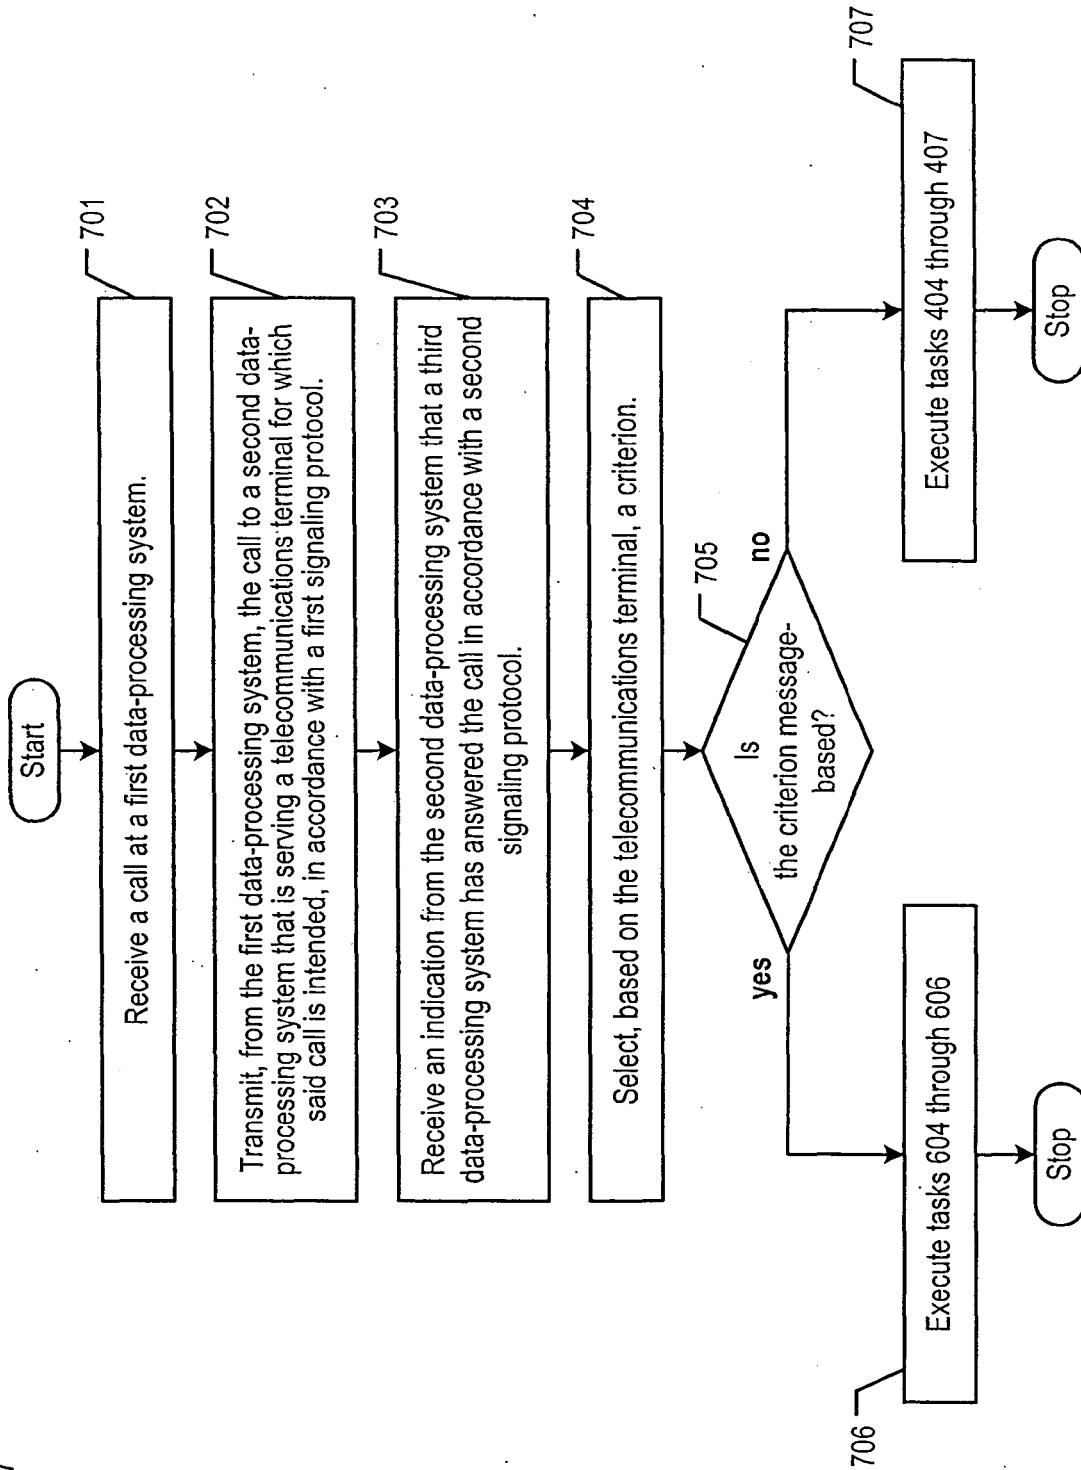 Start
701
Receive a call at a first data-processing system.
702
Transmit, from the first data-processing system, the call to a second data-
processing system that is serving a telecommunications terminal for which
said call is intended, in accordance with a first signaling protocol.
703
Receive an indication from the second data-processing system that a third
data-processing system has answered the call in accordance with a second
signaling protocol.
704
Select, based on the telecommunications terminal, a criterion.
705
Is
the criterion message-
based?
yes
no
706
Execute tasks 604 through 606
707
Execute tasks 404 through 407
Stop
Stop